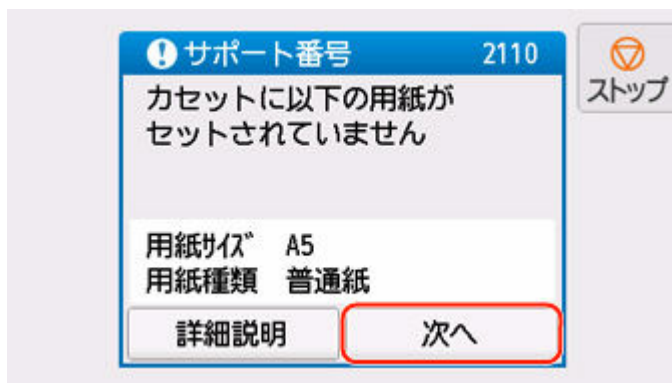 サポート番号 2110
ストップ
カセットに以下の用紙が
セットされていません
用紙ｻｲｽﾞ A5
用紙種類 普通紙
詳細説明 次へ